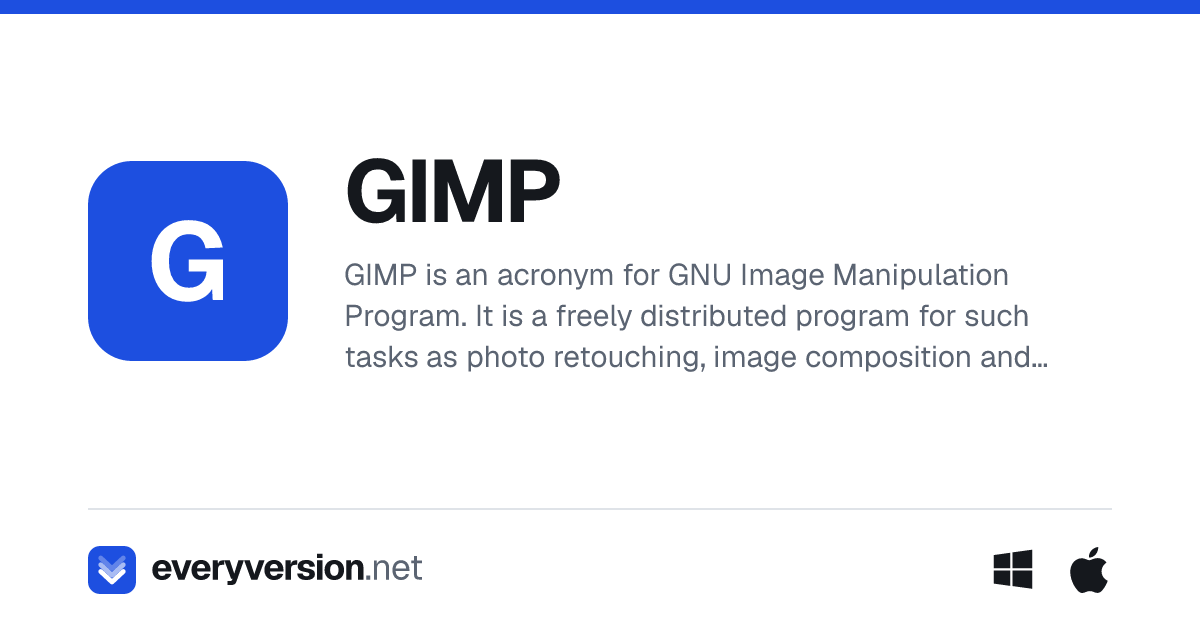 G
GIMP
GIMP is an acronym for GNU Image Manipulation
Program. It is a freely distributed program for such
tasks as photo retouching, image composition and...
everyversion.net